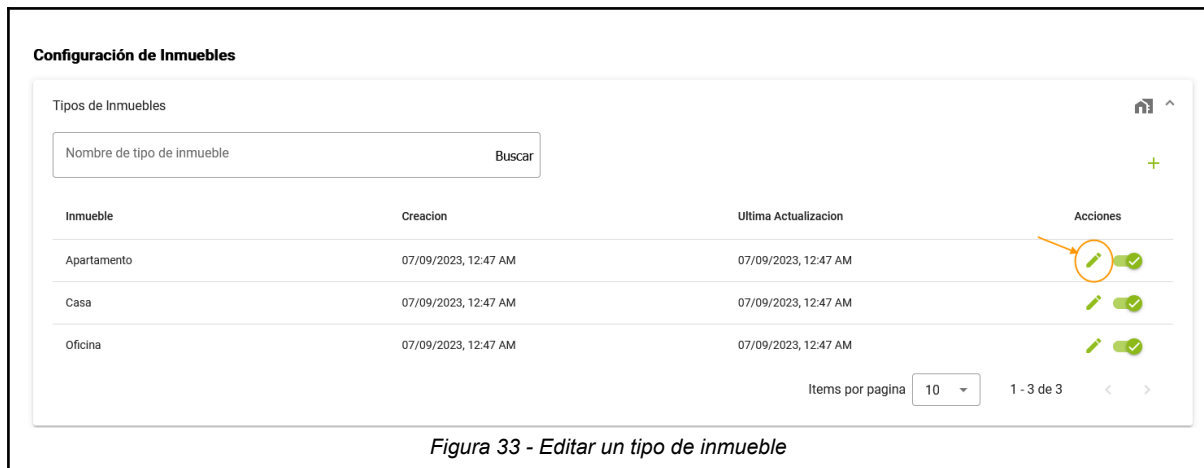 Configuración de Inmuebles
Tipos de Inmuebles
Nombre de tipo de inmueble Buscar
Inmueble Creacion Ultima Actualizacion Acciones
Apartamento 07/09/2023, 12:47 AM 07/09/2023, 12:47 AM
Casa 07/09/2023, 12:47 AM 07/09/2023, 12:47 AM
Oficina 07/09/2023, 12:47 AM 07/09/2023, 12:47 AM
Items por pagina 10 1 - 3 de 3
Figura 33 - Editar un tipo de inmueble